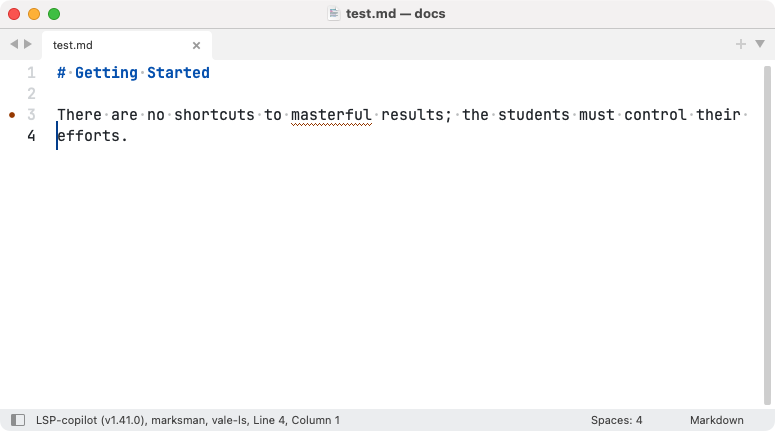 test.md — docs
test.md
1 # Getting Started
2
3 There are no shortcuts to masterful results; the students must control their
4 efforts.
LSP-copilot (v1.41.0), marksman, vale-ls, Line 4, Column 1 Spaces: 4 Markdown